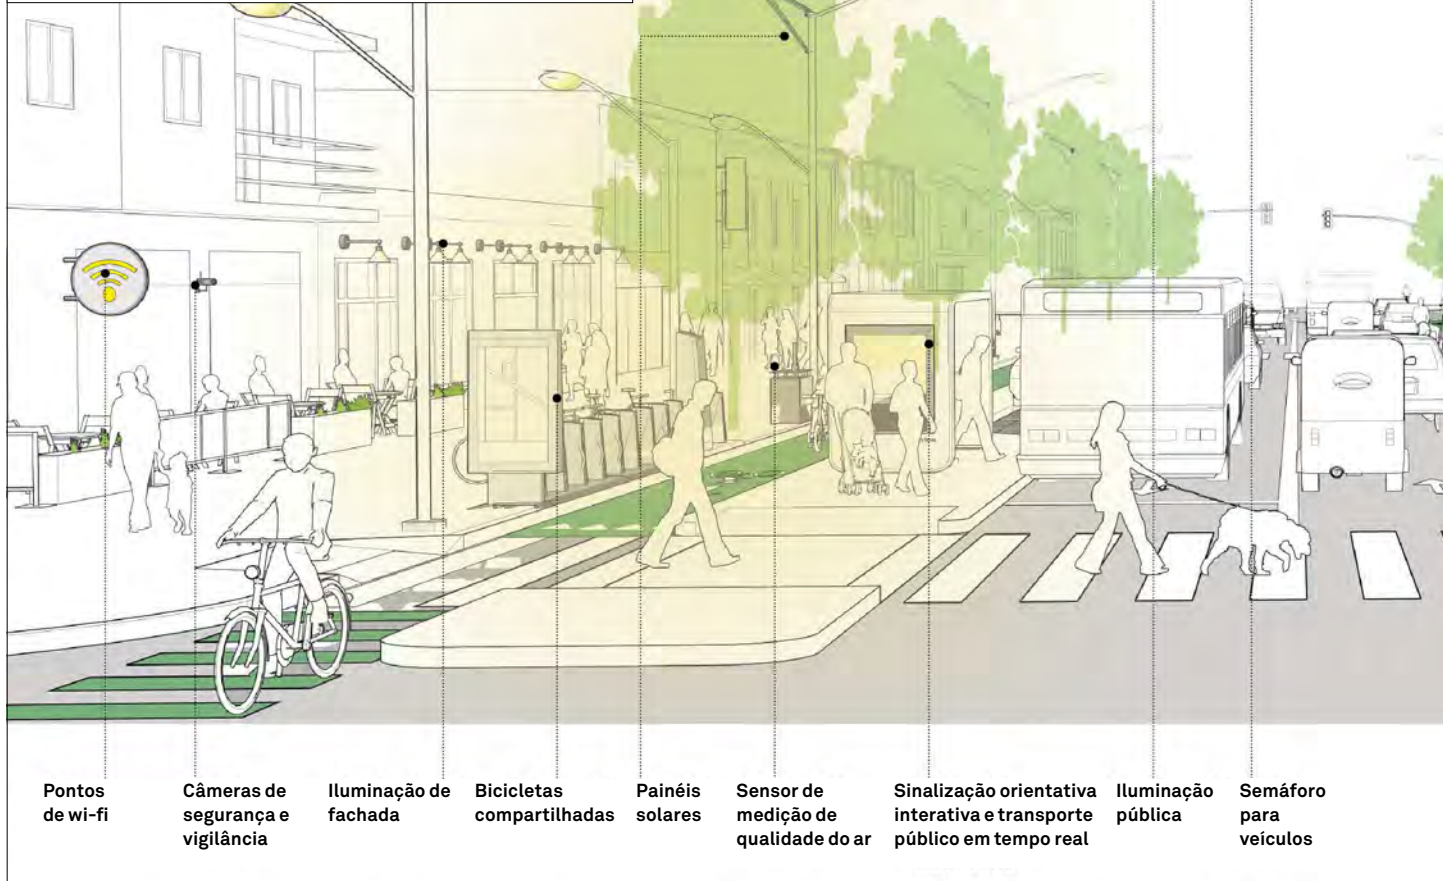 Pontos
de wi-fi
Câmeras de
segurança e
vigilância
Iluminação de
fachada
Bicicletas
compartilhadas
Painéis
solares
Sensor de
medição de
qualidade do ar
Sinalização orientativa
interativa e transporte
público em tempo real
Iluminação
pública
Semáforo
para
veículos